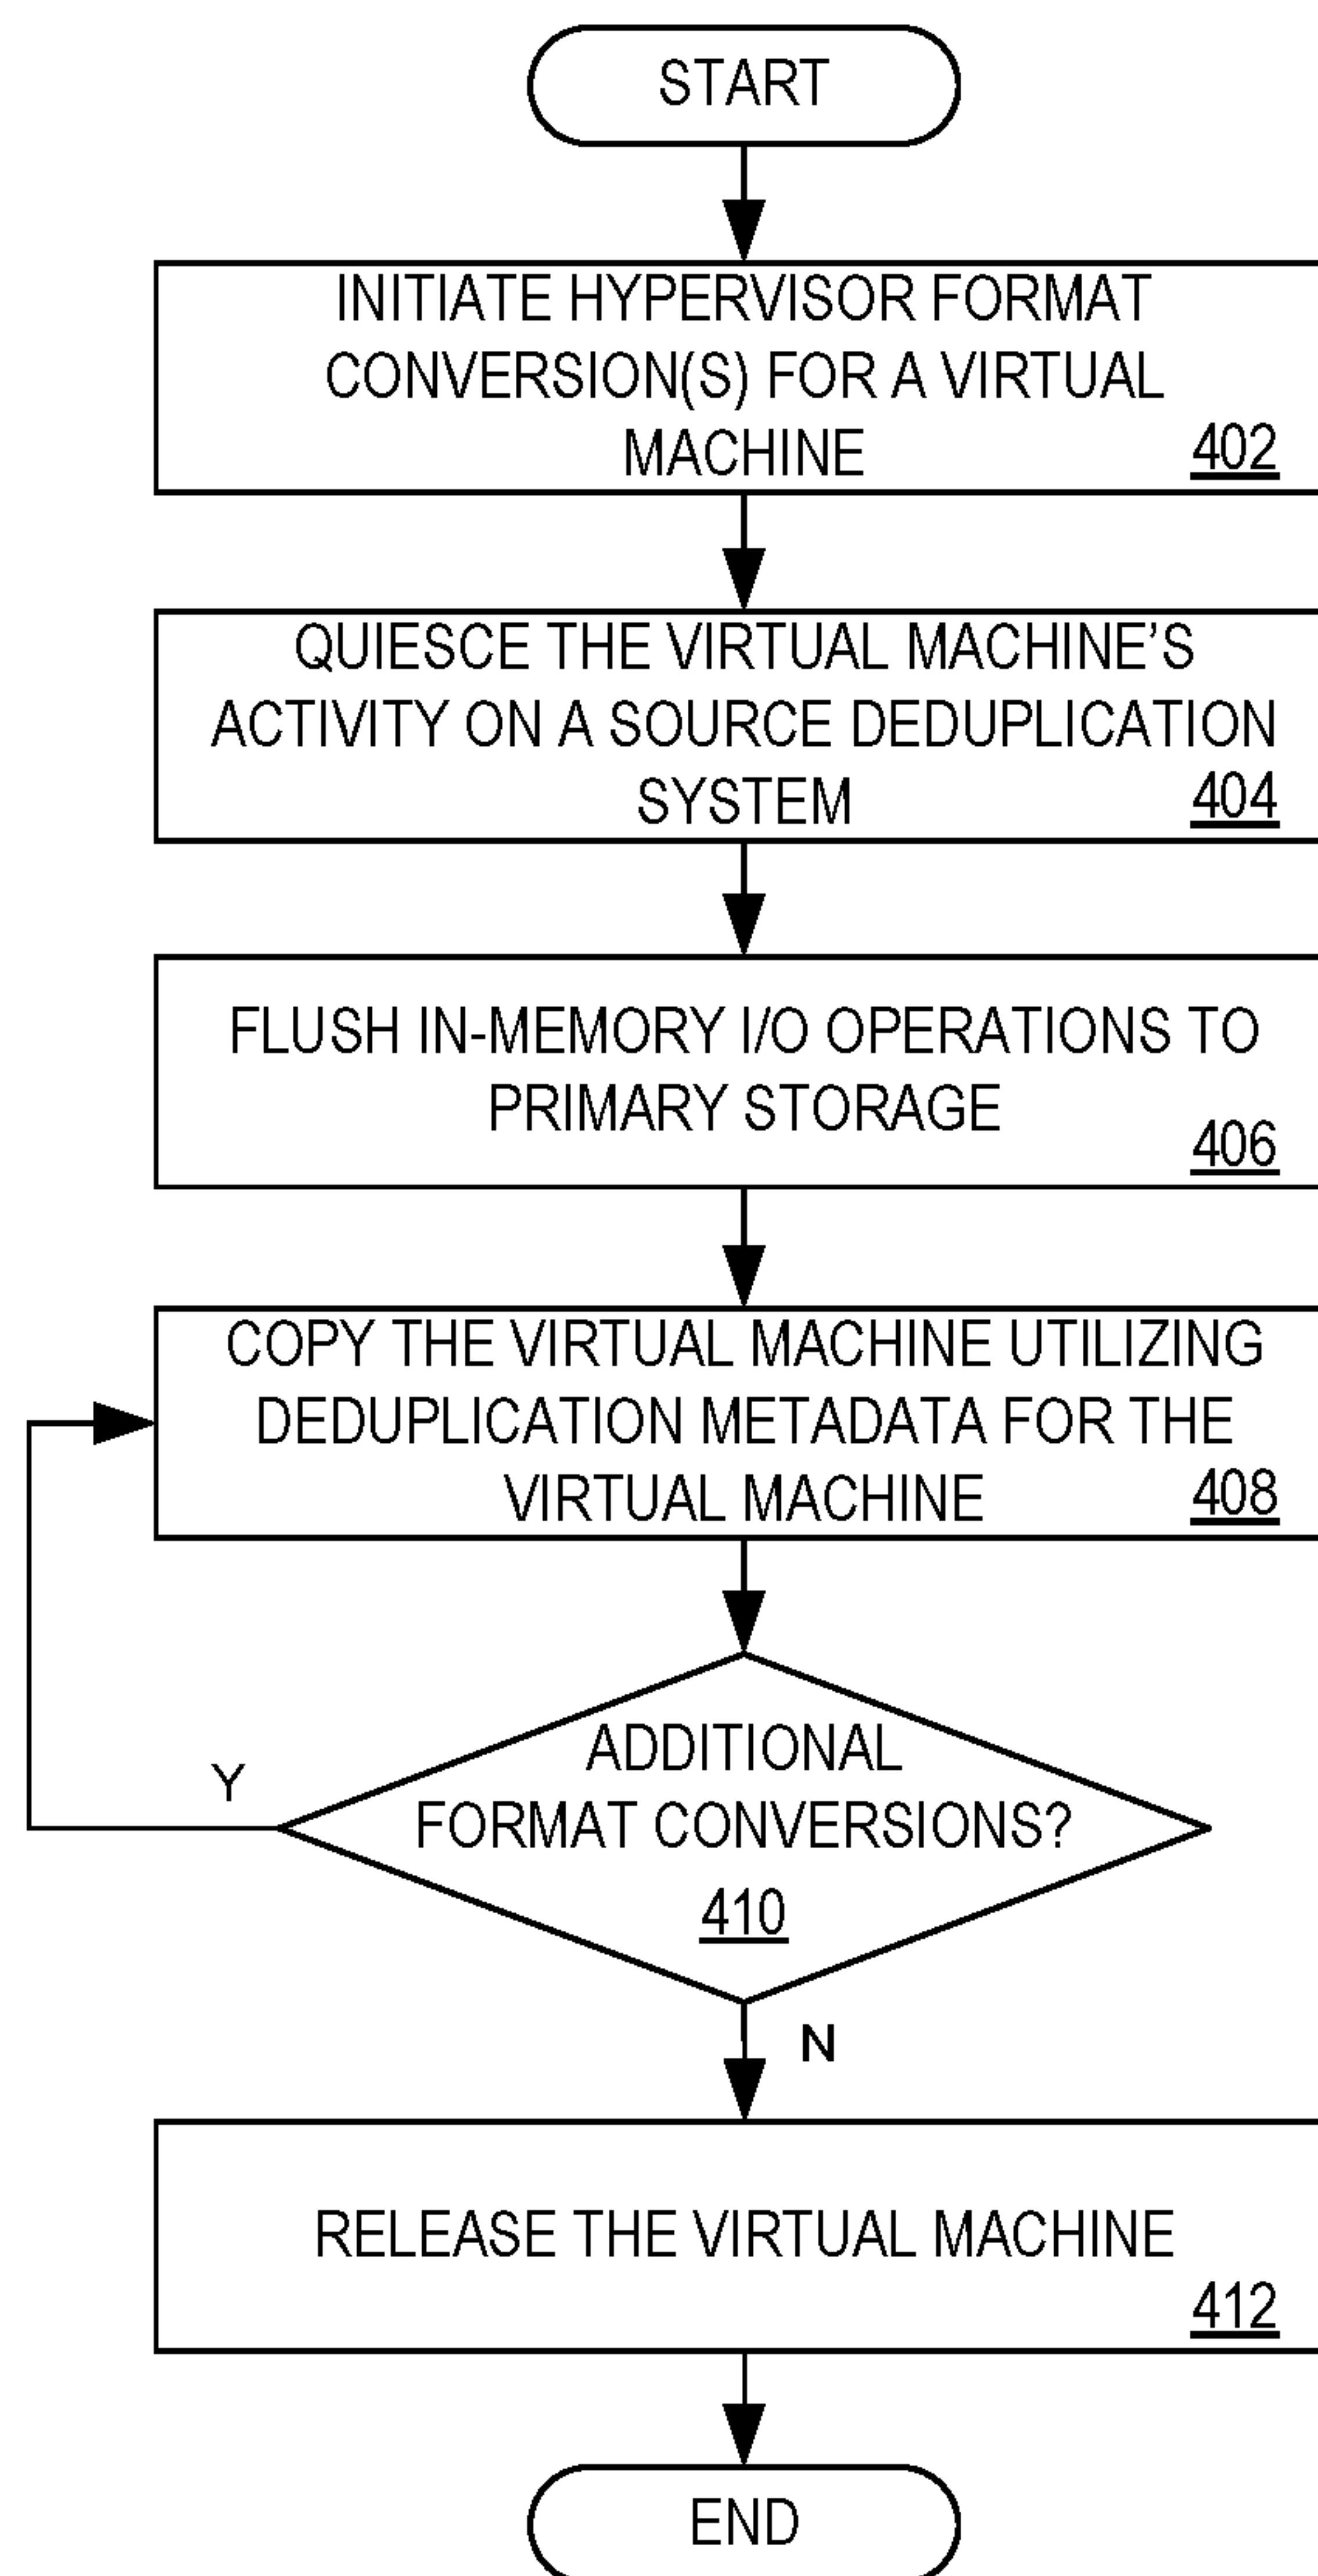 START
INITIATE HYPERVISOR FORMAT
CONVERSION(S) FOR A VIRTUAL
MACHINE
402
QUIESCE THE VIRTUAL MACHINE'S
ACTIVITY ON A SOURCE DEDUPLICATION
SYSTEM
404
FLUSH IN-MEMORY I/O OPERATIONS TO
PRIMARY STORAGE
406
COPY THE VIRTUAL MACHINE UTILIZING
DEDUPLICATION METADATA FOR THE
VIRTUAL MACHINE
408
ADDITIONAL
Y
FORMAT CONVERSIONS?
410
N
RELEASE THE VIRTUAL MACHINE
412
END